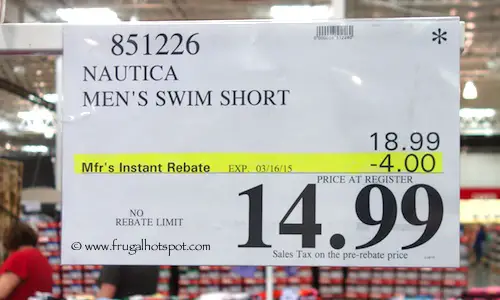 851226
*
NAUTICA
MEN'S SWIM SHORT
18.99
Mfr's Instant Rebate EXP. 03/16/15 -4.00
PRICE AT REGISTER
NO
REBATE LIMIT
14.99
© www.frugalhotspot.com
Sales Tax on the pre-rebate price